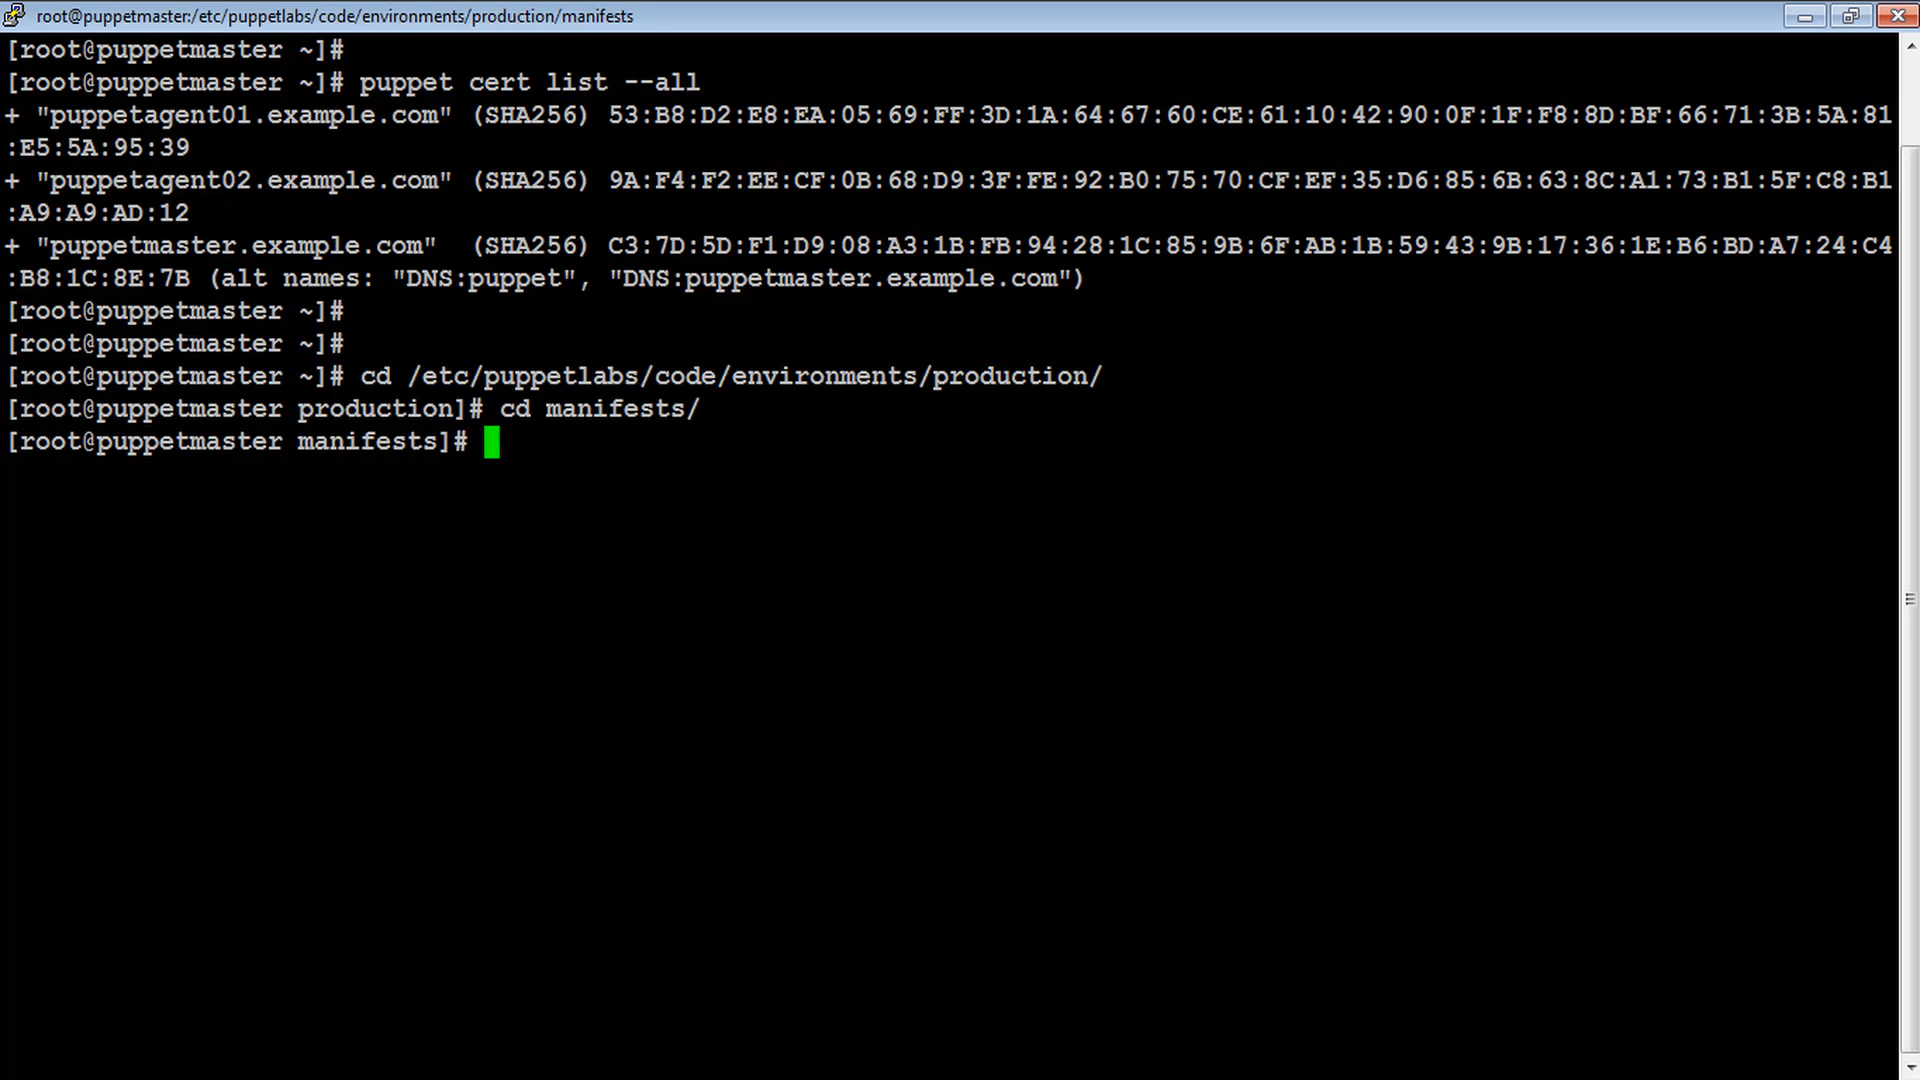 root@puppetmaster:/etc/puppetlabs/code/environments/production/manifests
[root@puppetmaster ~]#
[root@puppetmaster ~]# puppet cert list --all
+ "puppetagent01.example.com" (SHA256) 53:B8:D2:E8:EA:05:69:FF:3D:1A:64:67:60:CE:61:10:42:90:0F:1F:F8:8D:BF:66:71:3B:5A:81
:E5:5A:95:39
+ "puppetagent02.example.com" (SHA256) 9A:F4:F2:EE:CF:0B:68:D9:3F:FE:92:B0:75:70:CF:EF:35:D6:85:6B:63:8C:A1:73:B1:5F:C8:B1
:A9:A9:AD:12
+ "puppetmaster.example.com"  (SHA256) C3:7D:5D:F1:D9:08:A3:1B:FB:94:28:1C:85:9B:6F:AB:1B:59:43:9B:17:36:1E:B6:BD:A7:24:C4
:B8:1C:8E:7B (alt names: "DNS:puppet", "DNS:puppetmaster.example.com")
[root@puppetmaster ~]#
[root@puppetmaster ~]#
[root@puppetmaster ~]# cd /etc/puppetlabs/code/environments/production/
[root@puppetmaster production]# cd manifests/
[root@puppetmaster manifests]#